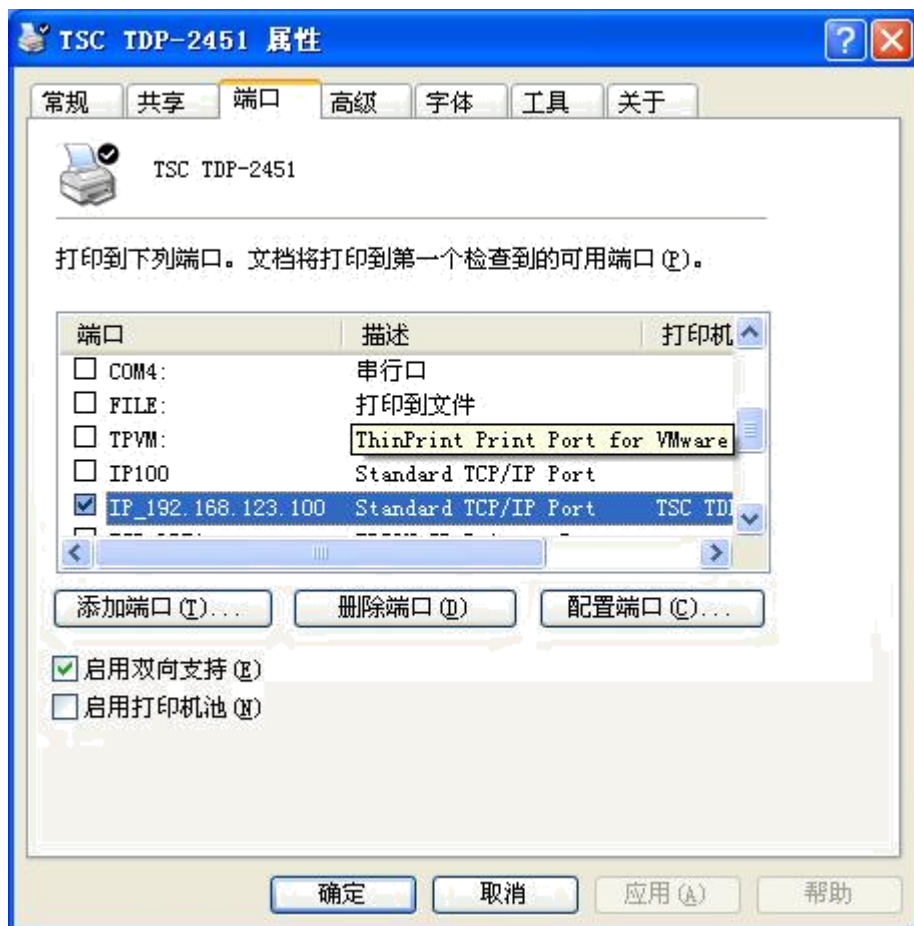 TSC TDP-2451 属性
常规 共享 端口 高级 字体 工具 关于
TSC TDP-2451
打印到下列端口。文档将打印到第一个检查到的可用端口(P)。
端口 描述 打印机
COM4: 串行口
FILE: 打印到文件
TPVM: ThinPrint Print Port for VMware
IP100 Standard TCP/IP Port
IP_192.168.123.100 Standard TCP/IP Port TSC
添加端口(T)... 删除端口(D) 配置端口(C)...
启用双向支持(E)
启用打印机池(N)
确定 取消 应用(A) 帮助